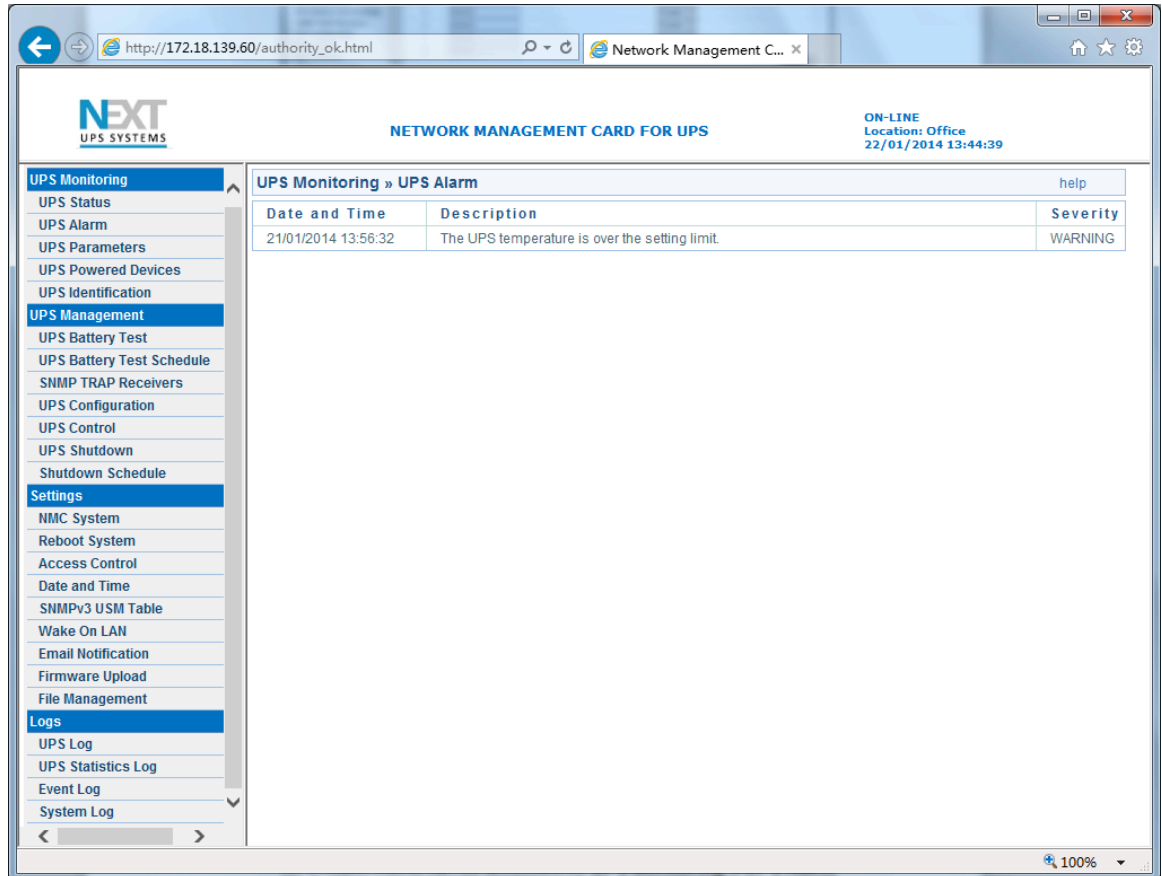 http://172.18.139.60/authority_ok.html
Network Management C...
NEXT
UPS SYSTEMS
NETWORK MANAGEMENT CARD FOR UPS
ON-LINE
Location: Office
22/01/2014 13:44:39
UPS Monitoring
UPS Status
UPS Alarm
UPS Parameters
UPS Powered Devices
UPS Identification
UPS Management
UPS Battery Test
UPS Battery Test Schedule
SNMP TRAP Receivers
UPS Configuration
UPS Control
UPS Shutdown
Shutdown Schedule
Settings
NMC System
Reboot System
Access Control
Date and Time
SNMPv3 USM Table
Wake On LAN
Email Notification
Firmware Upload
File Management
Logs
UPS Log
UPS Statistics Log
Event Log
System Log
UPS Monitoring » UPS Alarm help
Date and Time Description Severity
21/01/2014 13:56:32 The UPS temperature is over the setting limit. WARNING
100%